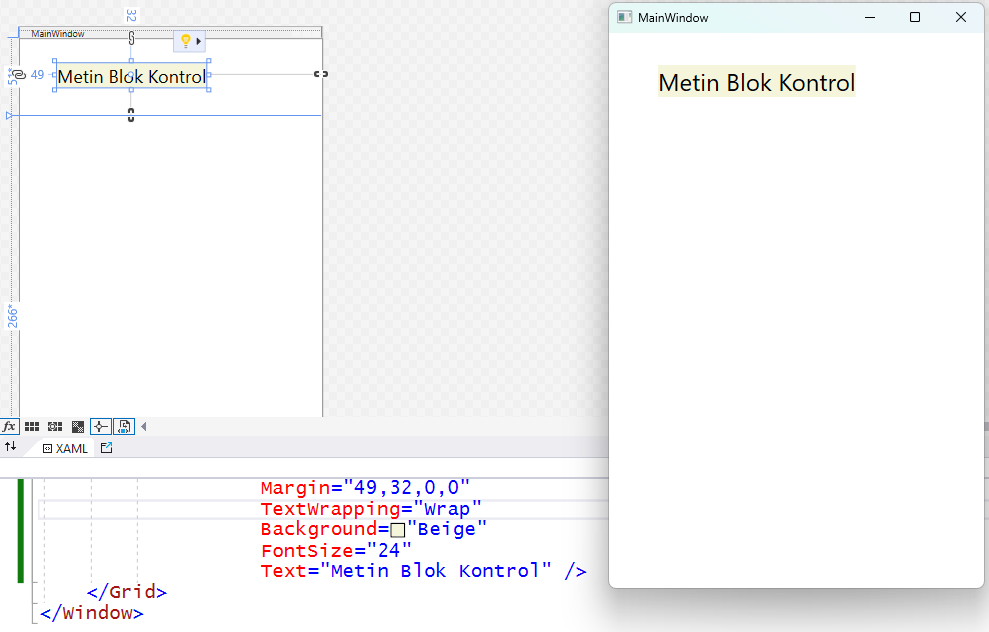 32
MainWindow
49
Metin Blok Kontrol
266*
fx
XAML
Margin="49,32,0,0"
TextWrapping="Wrap"
Background="Beige"
FontSize="24"
Text="Metin Blok Kontrol" />
</Grid>
</Window>
MainWindow
Metin Blok Kontrol